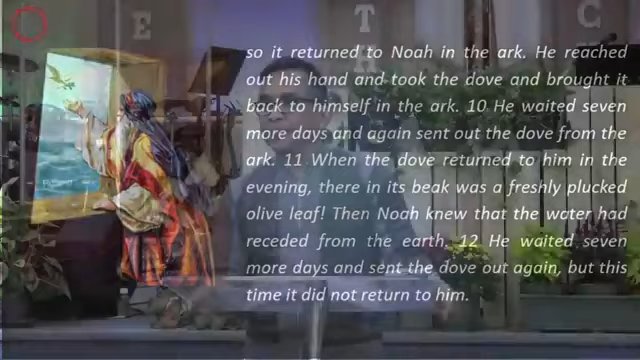 E T C
so it returned to Noah in the ark. He reached
out his hand and took the dove and brought it
back to himself in the ark. 10 He waited seven
more days and again sent out the dove from the
ark. 11 When the dove returned to him in the
evening, there in its beak was a freshly plucked
olive leaf! Then Noah knew that the water had
receded from the earth. 12 He waited seven
more days and sent the dove out again, but this
time it did not return to him.